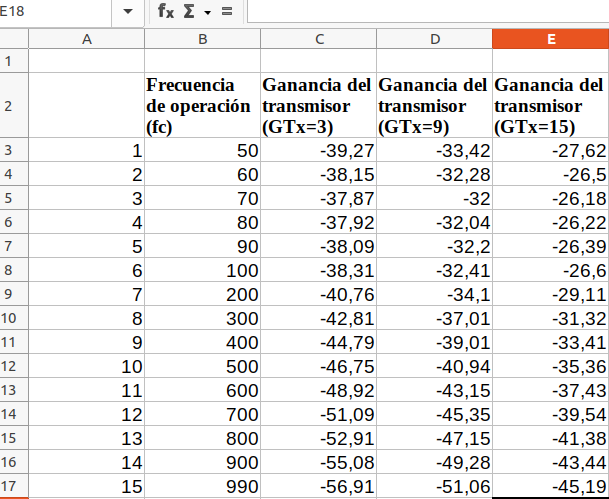 E18 fx Σ =
A B C D E
1
Frecuencia Ganancia del Ganancia del Ganancia del
2 de operación transmisor transmisor transmisor
(fc) (GTx=3) (GTx=9) (GTx=15)
3 1 50 -39,27 -33,42 -27,62
4 2 60 -38,15 -32,28 -26,5
5 3 70 -37,87 -32 -26,18
6 4 80 -37,92 -32,04 -26,22
7 5 90 -38,09 -32,2 -26,39
8 6 100 -38,31 -32,41 -26,6
9 7 200 -40,76 -34,1 -29,11
10 8 300 -42,81 -37,01 -31,32
11 9 400 -44,79 -39,01 -33,41
12 10 500 -46,75 -40,94 -35,36
13 11 600 -48,92 -43,15 -37,43
14 12 700 -51,09 -45,35 -39,54
15 13 800 -52,91 -47,15 -41,38
16 14 900 -55,08 -49,28 -43,44
17 15 990 -56,91 -51,06 -45,19